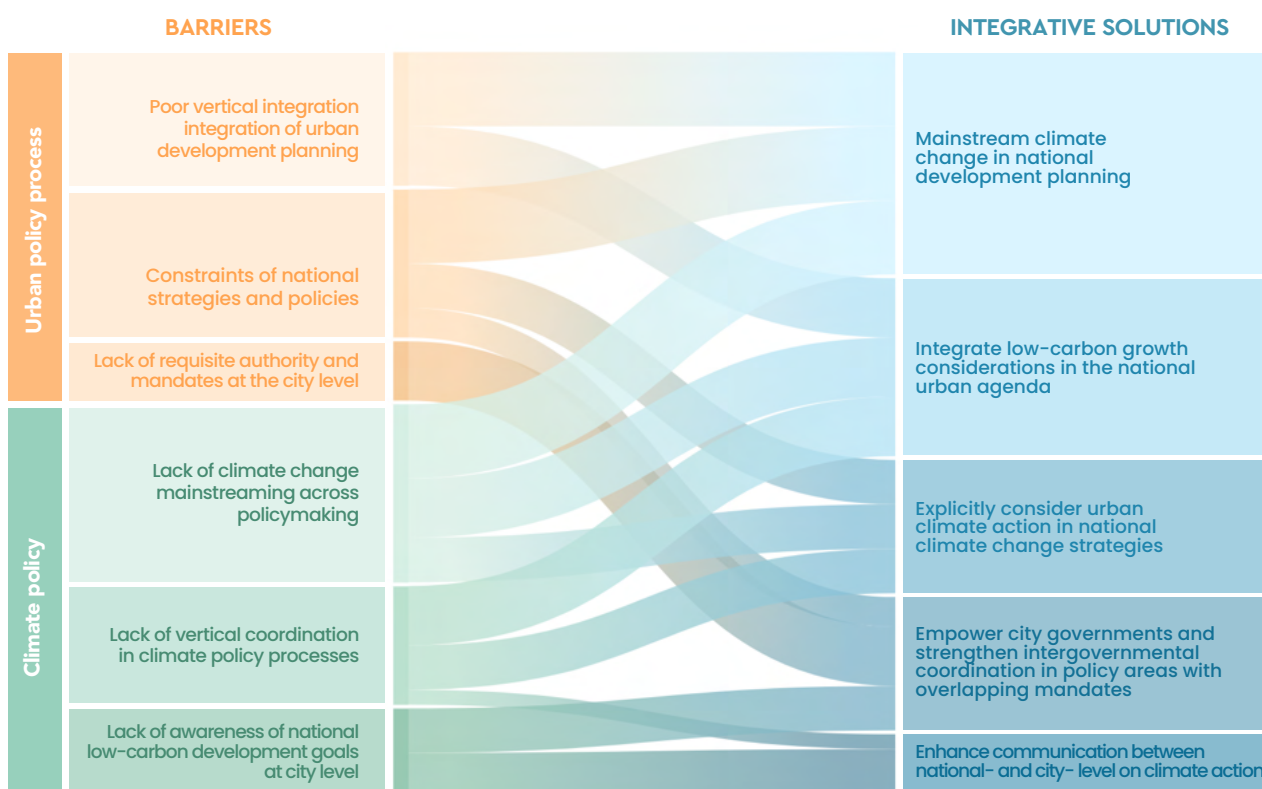 BARRIERS
INTEGRATIVE SOLUTIONS
Urban policy process
Poor vertical integration
integration of urban
development planning
Constraints of national
strategies and policies
Lack of requisite authority and
mandates at the city level
Climate policy
Lack of climate change
mainstreaming across
policymaking
Lack of vertical coordination
in climate policy processes
Lack of awareness of national
low-carbon development goals
at city level
Mainstream climate
change in national
development planning
Integrate low-carbon growth
considerations in the national
urban agenda
Explicitly consider urban
climate action in national
climate change strategies
Empower city governments and
strengthen intergovernmental
coordination in policy areas with
overlapping mandates
Enhance communication between
national- and city- level on climate action